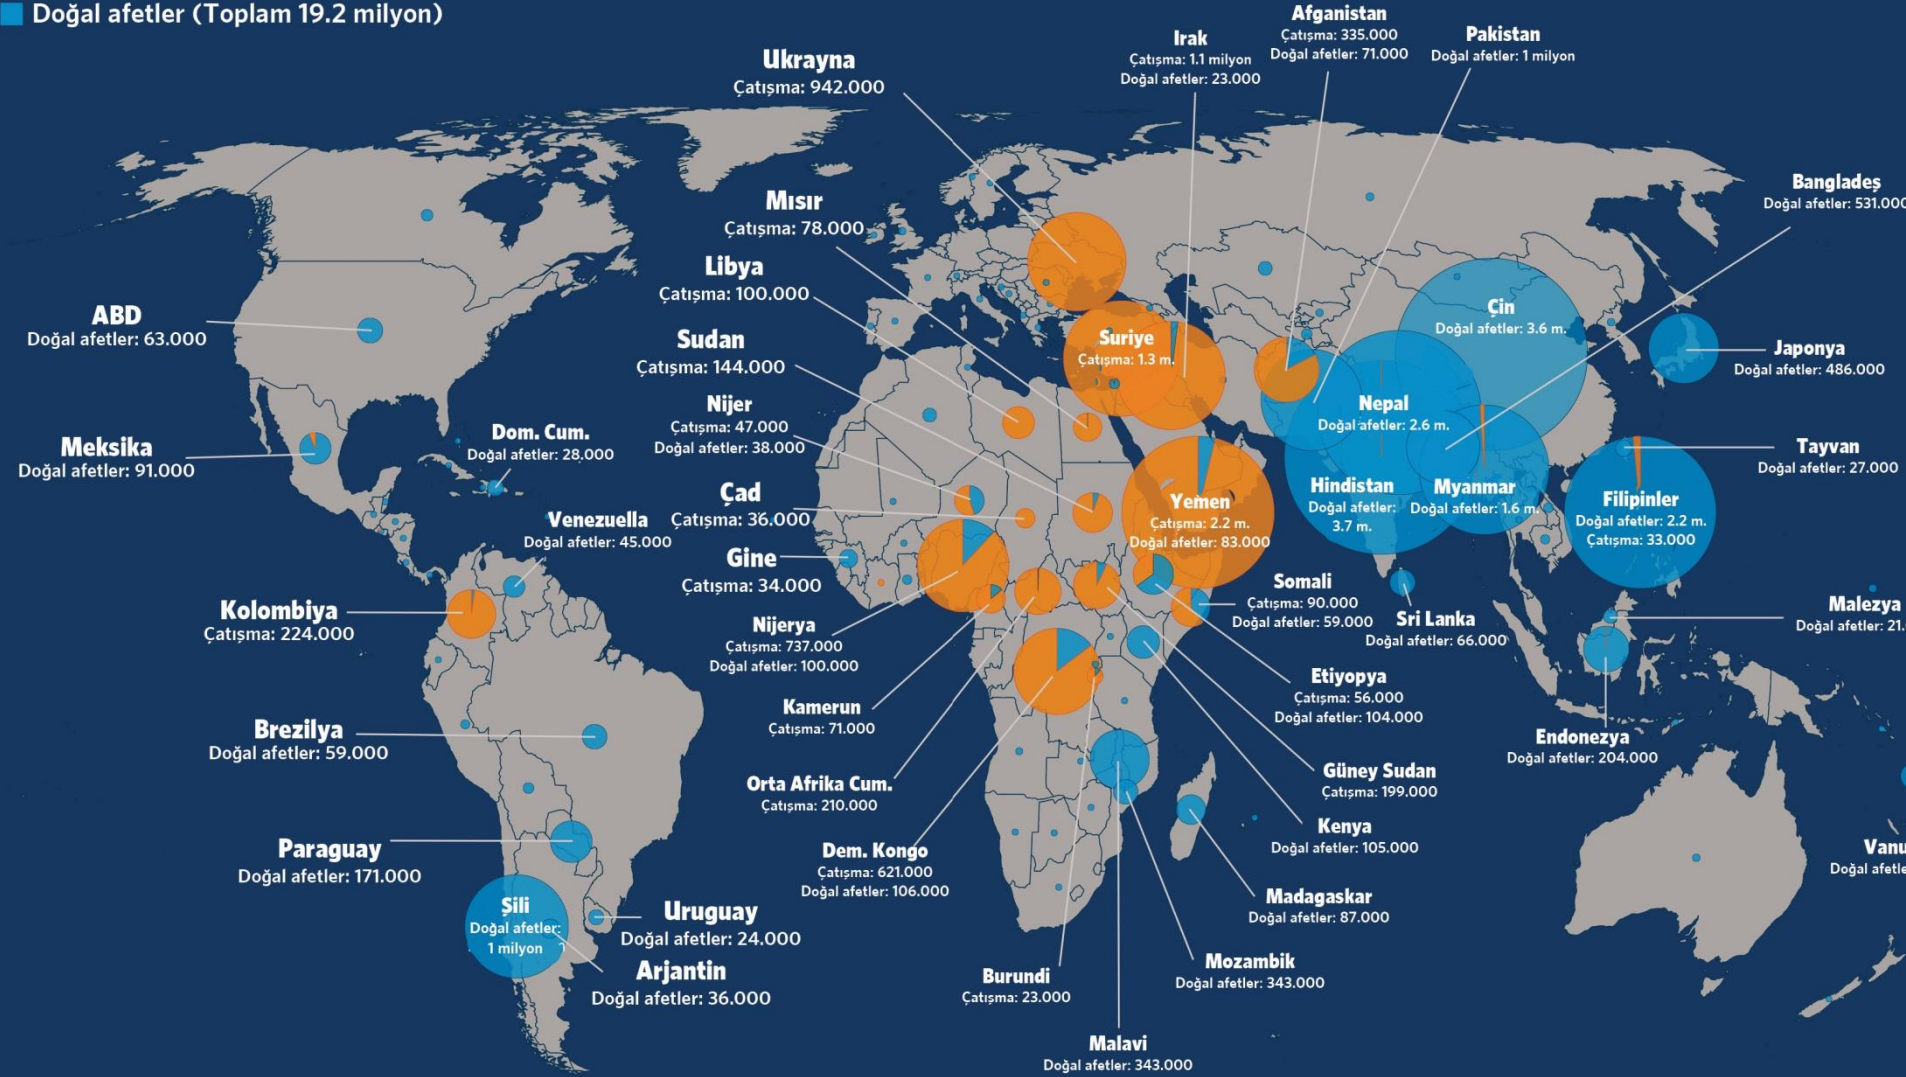 Doğal afetler (Toplam 19.2 milyon)
Afganistan
Çatışma: 335.000
Doğal afetler: 71.000
Pakistan
Doğal afetler: 1 milyon
Irak
Çatışma: 1.1 milyon
Doğal afetler: 23.000
Ukrayna
Çatışma: 942.000
Bangladeş
Doğal afetler: 531.000
Mısır
Çatışma: 78.000
Libya
Çatışma: 100.000
ABD
Doğal afetler: 63.000
Sudan
Çatışma: 144.000
Suriye
Çatışma: 1.3 m.
Çin
Doğal afetler: 3.6 m.
Japonya
Doğal afetler: 486.000
Nijer
Çatışma: 47.000
Doğal afetler: 38.000
Nepal
Doğal afetler: 2.6 m.
Meksika
Doğal afetler: 91.000
Dom. Cum.
Doğal afetler: 28.000
Tayvan
Doğal afetler: 27.000
Çad
Çatışma: 36.000
Yemen
Çatışma: 2.2 m.
Doğal afetler: 83.000
Hindistan
Doğal afetler:
3.7 m.
Myanmar
Doğal afetler: 1.6 m.
Filipinler
Doğal afetler: 2.2 m.
Çatışma: 33.000
Venezuella
Doğal afetler: 45.000
Gine
Çatışma: 34.000
Kolombiya
Çatışma: 224.000
Nijerya
Çatışma: 737.000
Doğal afetler: 100.000
Somali
Çatışma: 90.000
Doğal afetler: 59.000
Sri Lanka
Doğal afetler: 66.000
Malezya
Doğal afetler: 21.
Etiyopya
Çatışma: 56.000
Doğal afetler: 104.000
Kamerun
Çatışma: 71.000
Brezilya
Doğal afetler: 59.000
Endonezya
Doğal afetler: 204.000
Orta Afrika Cum.
Çatışma: 210.000
Güney Sudan
Çatışma: 199.000
Kenya
Doğal afetler: 105.000
Paraguay
Doğal afetler: 171.000
Dem. Kongo
Çatışma: 621.000
Doğal afetler: 106.000
Vanu
Doğal afetle
Madagaskar
Doğal afetler: 87.000
Şili
Doğal afetler:
1 milyon
Uruguay
Doğal afetler: 24.000
Arjantin
Doğal afetler: 36.000
Burundi
Çatışma: 23.000
Mozambik
Doğal afetler: 343.000
Malavi
Doğal afetler: 343.000